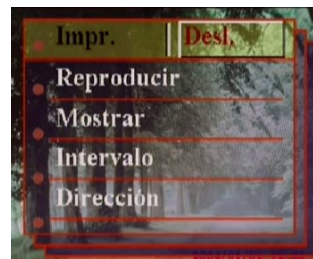 Impr. Desl.
Reproducir
Mostrar
Intervalo
Dirección